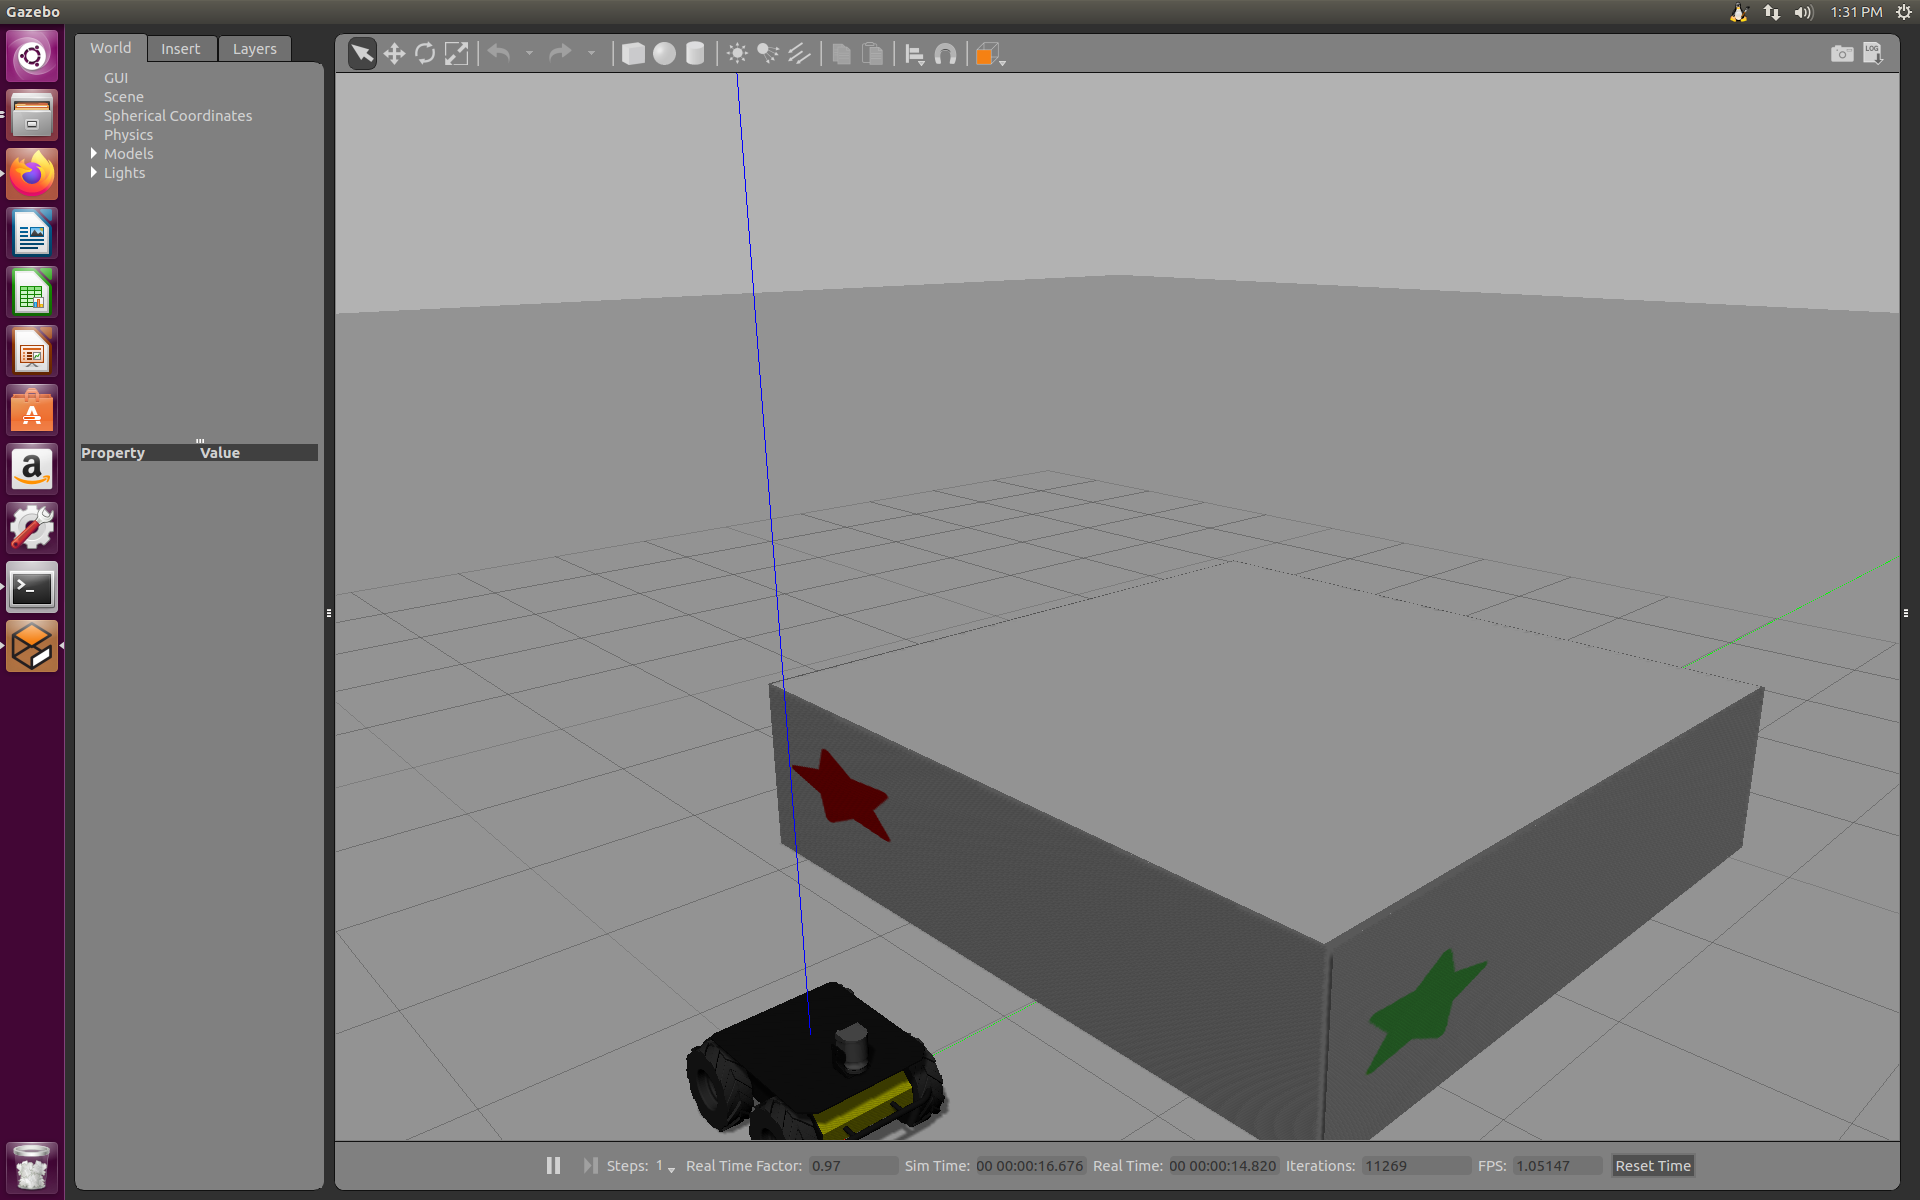 Gazebo
1:31 PM
World Insert Layers
GUI
Scene
Spherical Coordinates
Physics
Models
Lights
Property Value
LOG
a
Steps: 1 Real Time Factor: 0.97 Sim Time: 00 00:00:16.676 Real Time: 00 00:00:14.820 Iterations: 11269 FPS: 1.05147 Reset Time